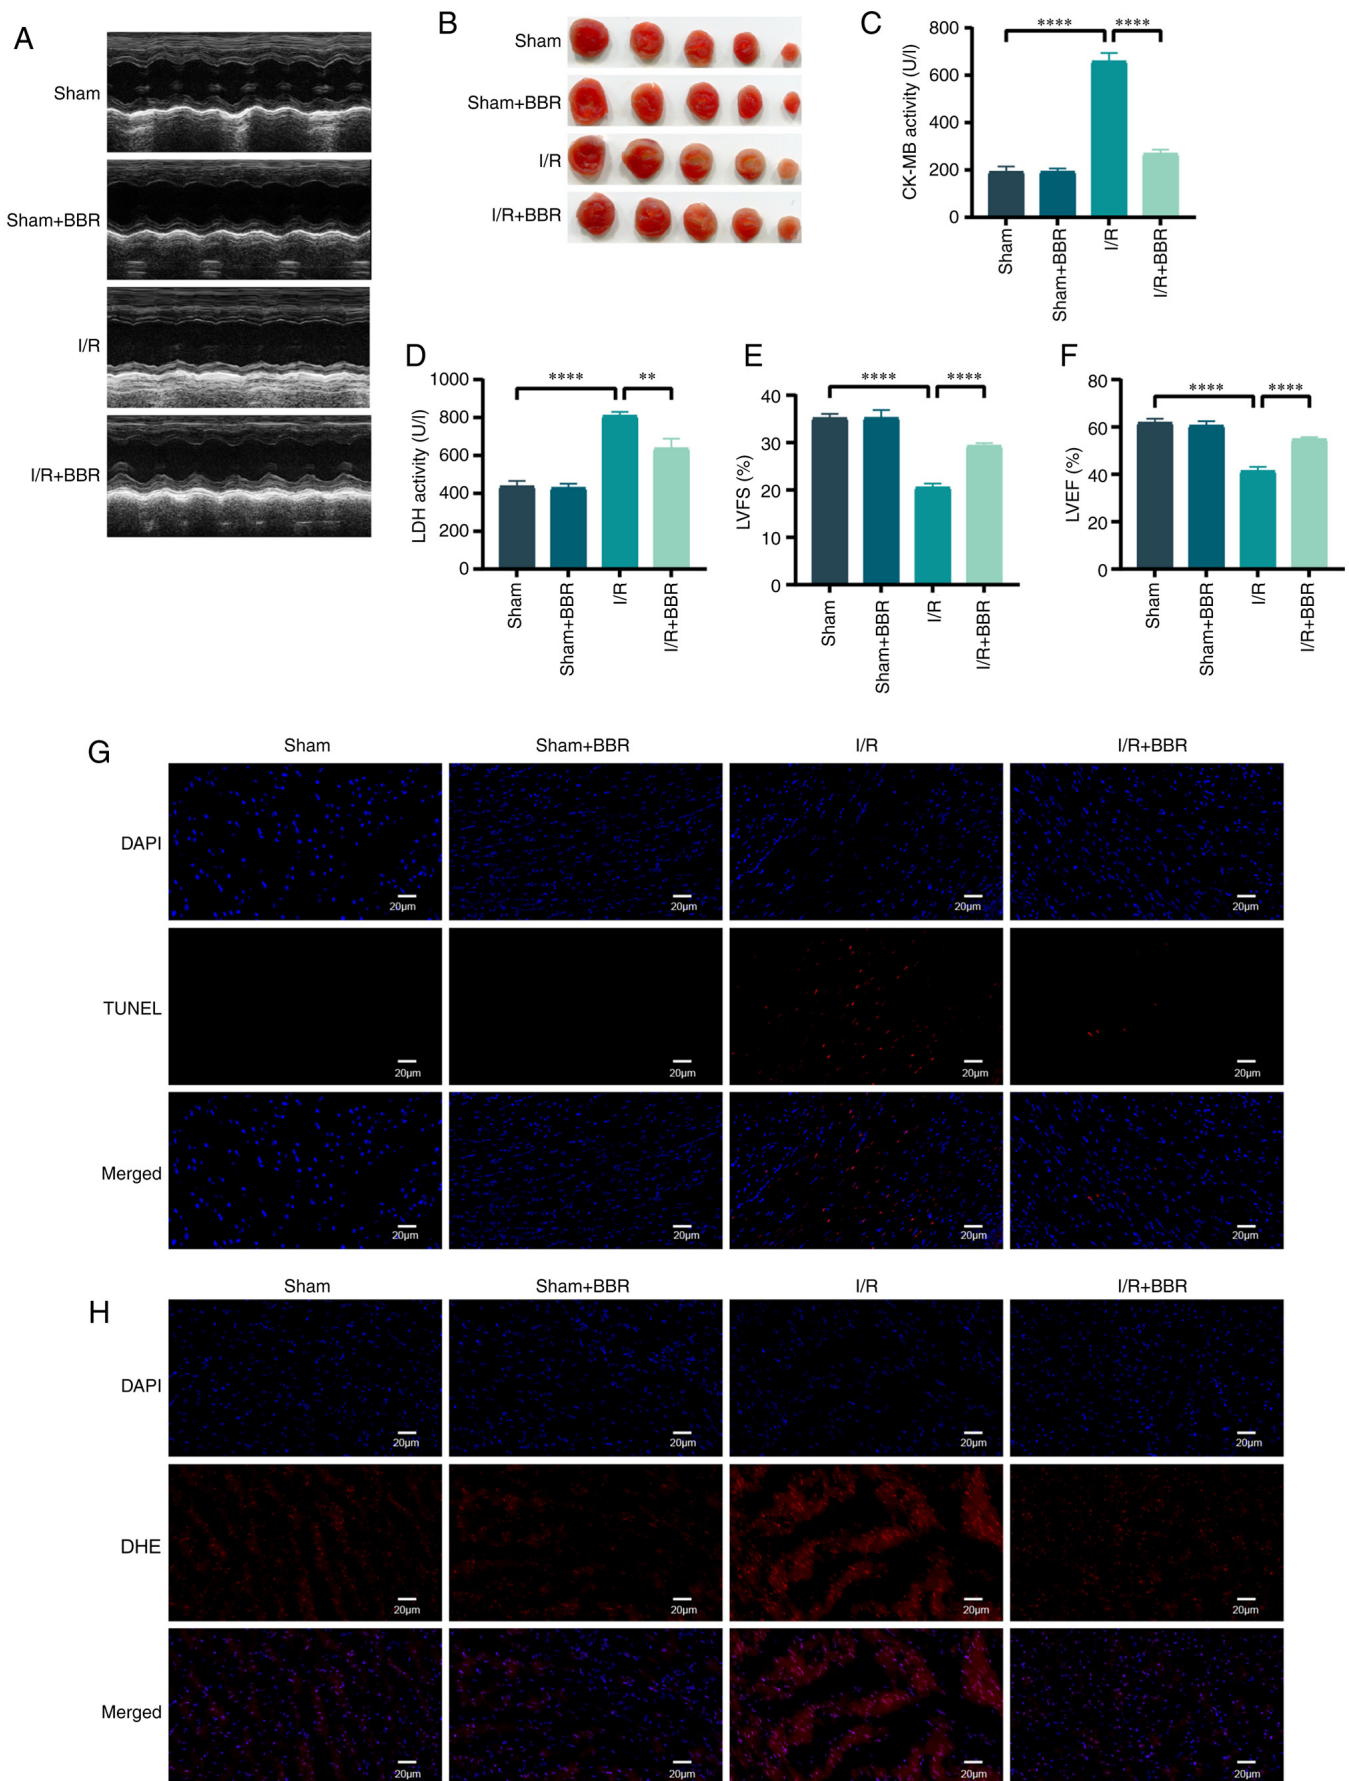 A
Sham
Sham+BBR
I/R
I/R+BBR
B
Sham
Sham+BBR
I/R
I/R+BBR
C
CK-MB activity (U/l)
800
600
400
200
0
**** ****
Sham
Sham+BBR
I/R
I/R+BBR
D
LDH activity (U/l)
1000
800
600
400
200
0
**** **
Sham
Sham+BBR
I/R
I/R+BBR
E
LVFS (%)
40
30
20
10
0
**** ****
Sham
Sham+BBR
I/R
I/R+BBR
F
LVEF (%)
80
60
40
20
0
**** ****
Sham
Sham+BBR
I/R
I/R+BBR
G
Sham Sham+BBR I/R I/R+BBR
DAPI
20µm 20µm 20µm 20µm
TUNEL
20µm 20µm 20µm 20µm
Merged
20µm 20µm 20µm 20µm
H
Sham Sham+BBR I/R I/R+BBR
DAPI
20µm 20µm 20µm 20µm
DHE
20µm 20µm 20µm 20µm
Merged
20µm 20µm 20µm 20µm